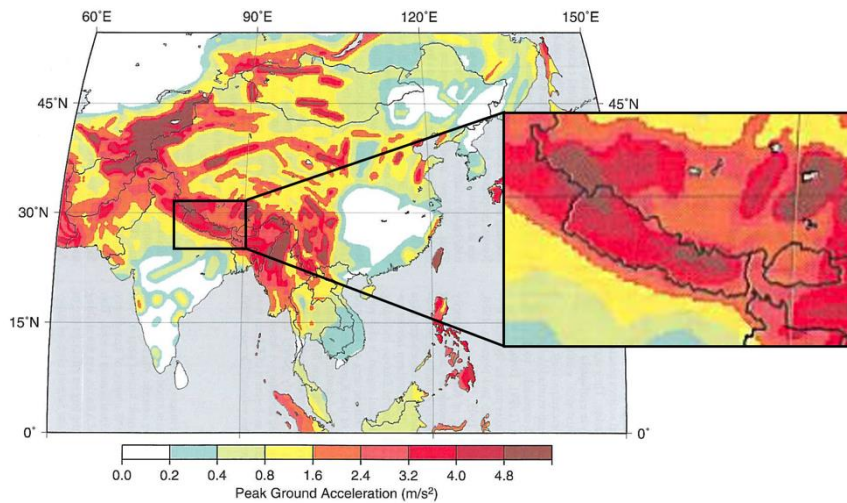 60°E 90°E 120°E 150°E
45°N 45°N
30°N
15°N
0° 0°
0.0 0.2 0.4 0.8 1.6 2.4 3.2 4.0 4.8
Peak Ground Acceleration (m/s²)